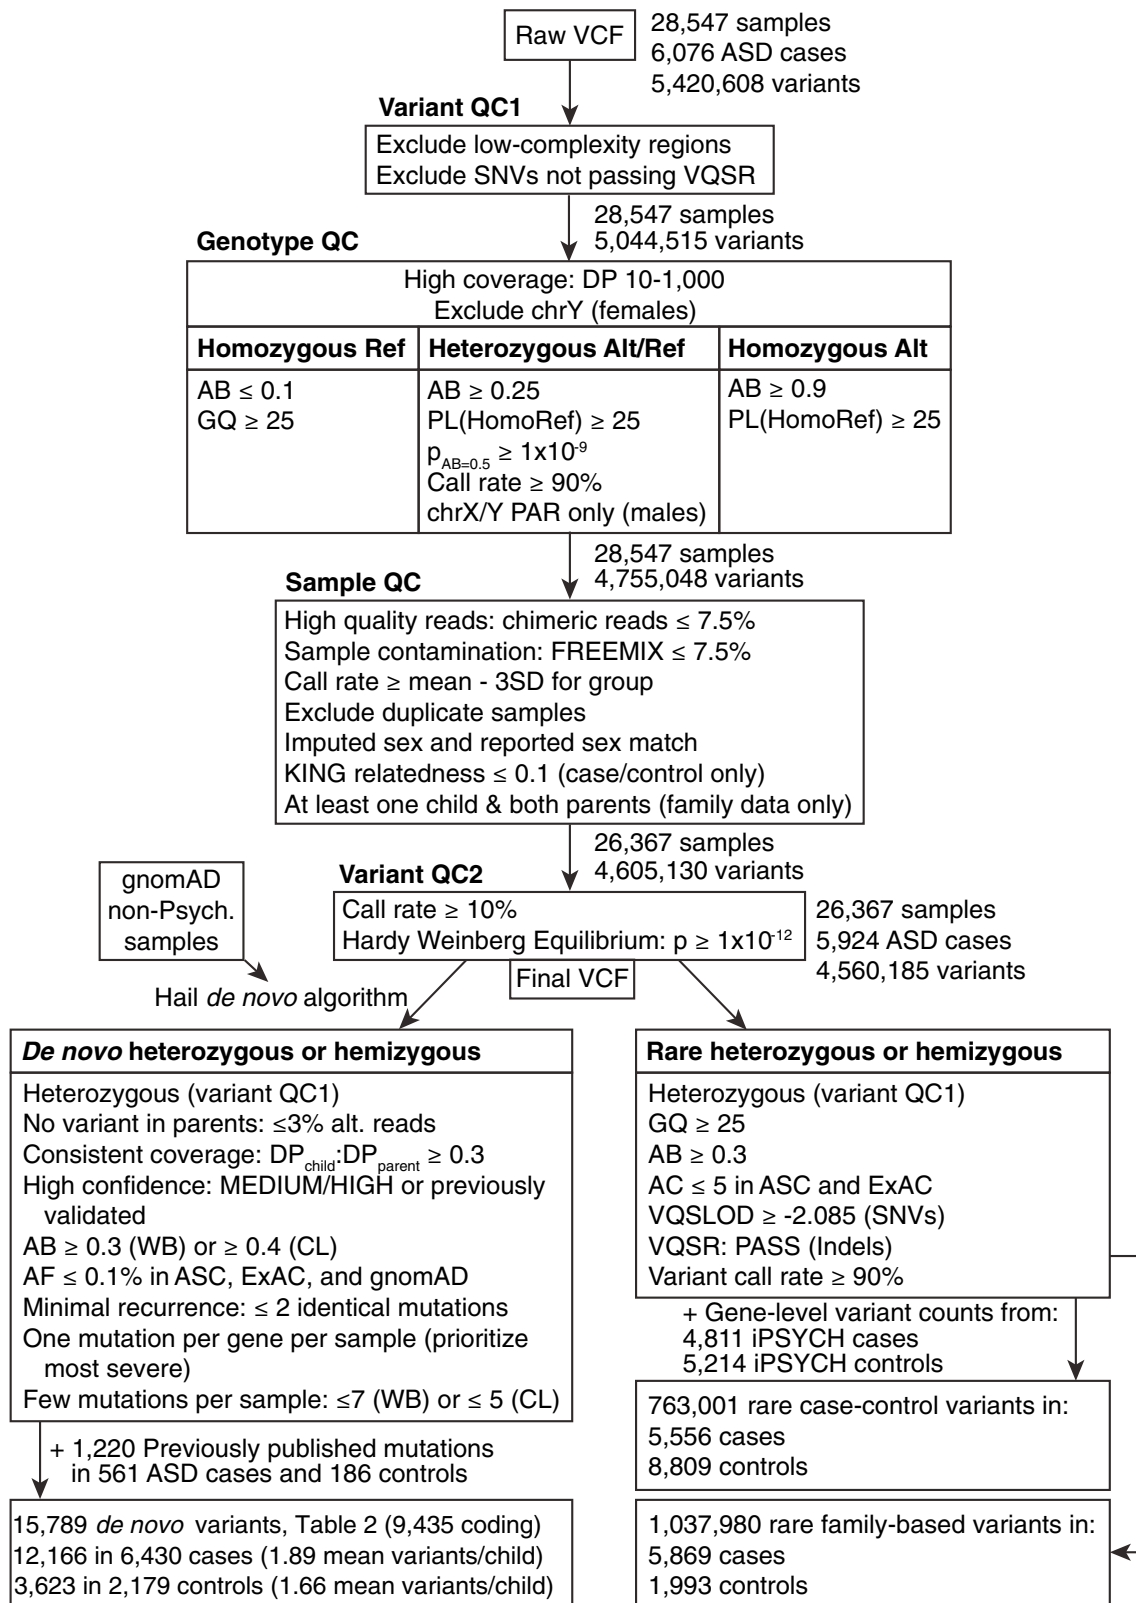 Raw VCF
28,547 samples
6,076 ASD cases
5,420,608 variants
Variant QC1
Exclude low-complexity regions
Exclude SNVs not passing VQSR
28,547 samples
5,044,515 variants
Genotype QC
High coverage: DP 10-1,000
Exclude chrY (females)
Homozygous Ref
AB ≤ 0.1
GQ ≥ 25
Heterozygous Alt/Ref
AB ≥ 0.25
PL(HomoRef) ≥ 25
p_AB=0.5 ≥ 1x10^-9
Call rate ≥ 90%
chrX/Y PAR only (males)
Homozygous Alt
AB ≥ 0.9
PL(HomoRef) ≥ 25
28,547 samples
4,755,048 variants
Sample QC
High quality reads: chimeric reads ≤ 7.5%
Sample contamination: FREEMIX ≤ 7.5%
Call rate ≥ mean - 3SD for group
Exclude duplicate samples
Imputed sex and reported sex match
KING relatedness ≤ 0.1 (case/control only)
At least one child & both parents (family data only)
26,367 samples
4,605,130 variants
Variant QC2
Call rate ≥ 10%
Hardy Weinberg Equilibrium: p ≥ 1x10^-12
26,367 samples
5,924 ASD cases
4,560,185 variants
Final VCF
gnomAD
non-Psych.
samples
Hail de novo algorithm
De novo heterozygous or hemizygous
Heterozygous (variant QC1)
No variant in parents: ≤3% alt. reads
Consistent coverage: DP_child:DP_parent ≥ 0.3
High confidence: MEDIUM/HIGH or previously
validated
AB ≥ 0.3 (WB) or ≥ 0.4 (CL)
AF ≤ 0.1% in ASC, ExAC, and gnomAD
Minimal recurrence: ≤ 2 identical mutations
One mutation per gene per sample (prioritize
most severe)
Few mutations per sample: ≤7 (WB) or ≤ 5 (CL)
+ 1,220 Previously published mutations
in 561 ASD cases and 186 controls
15,789 de novo variants, Table 2 (9,435 coding)
12,166 in 6,430 cases (1.89 mean variants/child)
3,623 in 2,179 controls (1.66 mean variants/child)
Rare heterozygous or hemizygous
Heterozygous (variant QC1)
GQ ≥ 25
AB ≥ 0.3
AC ≤ 5 in ASC and ExAC
VQSLOD ≥ -2.085 (SNVs)
VQSR: PASS (Indels)
Variant call rate ≥ 90%
+ Gene-level variant counts from:
4,811 iPSYCH cases
5,214 iPSYCH controls
763,001 rare case-control variants in:
5,556 cases
8,809 controls
1,037,980 rare family-based variants in:
5,869 cases
1,993 controls